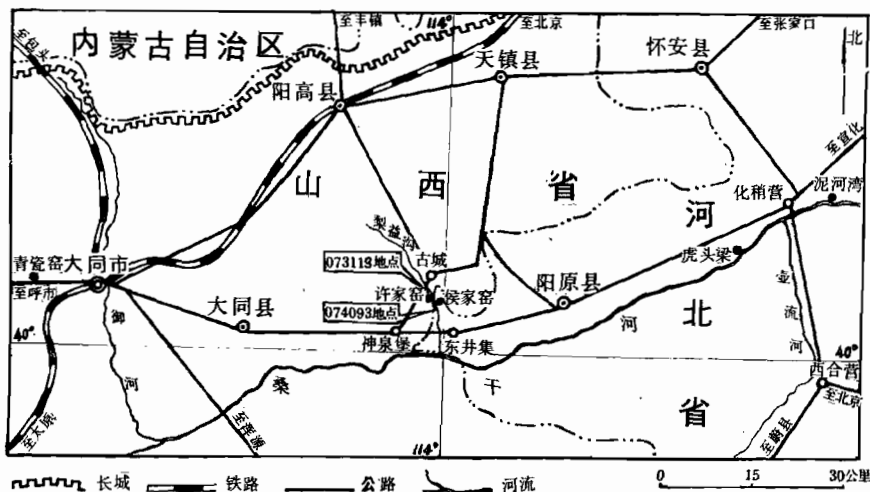 至丰镇
114°
至北京
至张家口
至包头
内蒙古自治区
天镇县
怀安县
北
阳高县
至宣化
山西省
河北省
化稍营
泥河湾
梨益沟
青瓷窑
大同市
073113地点
古城
虎头梁
至呼市
许家窑
侯家窑
阳原县
壶流河
大同县
074093地点
御河
40°
神泉堡
东井集
桑干河
40°
西合营
至北京
至太原
至浑源
114°
至蔚县
长城
铁路
公路
河流
0 15 30公里